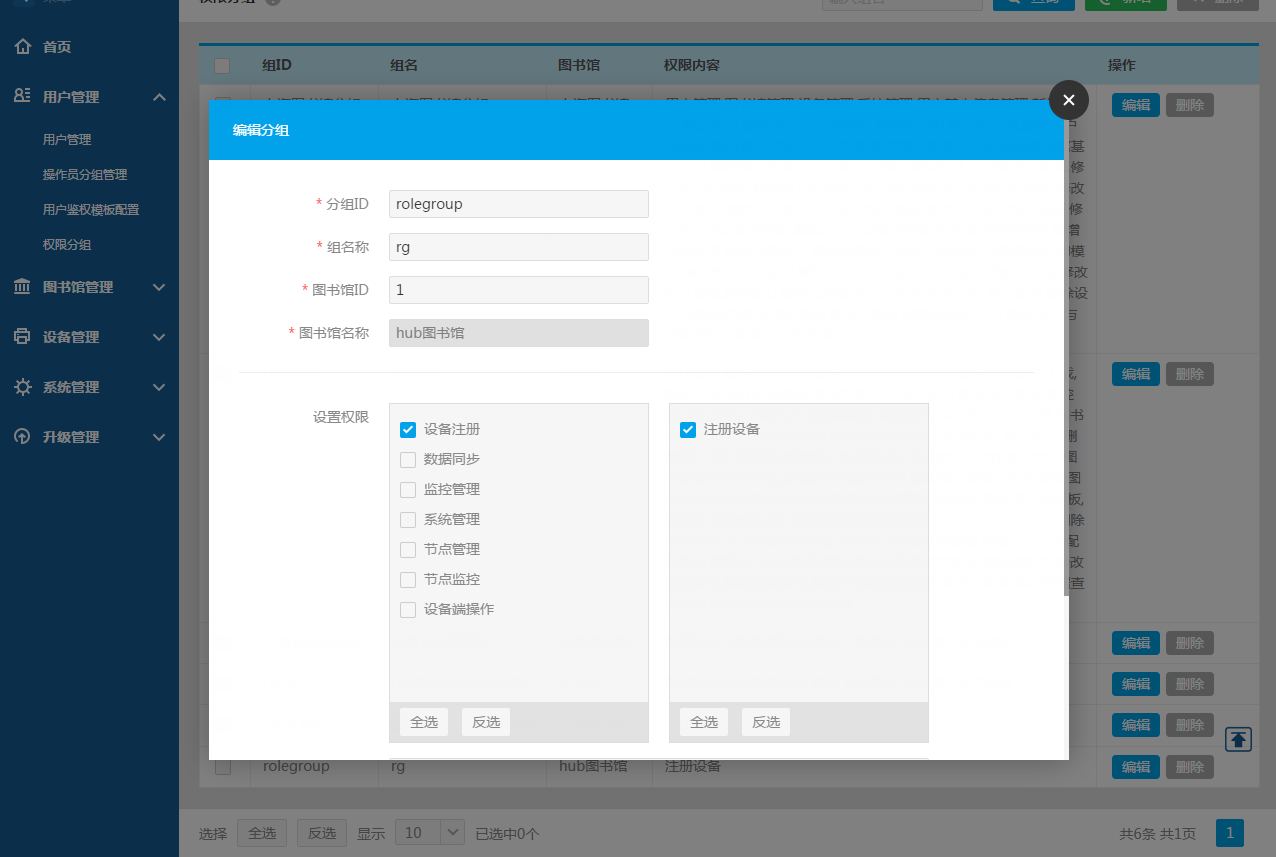 首页
用户管理
用户管理
操作员分组管理
用户鉴权模板配置
权限分组
图书馆管理
设备管理
系统管理
升级管理
组ID 组名 图书馆 权限内容 操作
编辑 删除
编辑 删除
编辑 删除
编辑 删除
编辑 删除
rolegroup rg hub图书馆 注册设备 编辑 删除
编辑分组
* 分组ID rolegroup
* 组名称 rg
* 图书馆ID 1
* 图书馆名称 hub图书馆
设置权限
设备注册
数据同步
监控管理
系统管理
节点管理
节点监控
设备端操作
全选 反选
注册设备
全选 反选
选择 全选 反选 显示 10 已选中0个 共6条 共1页 1